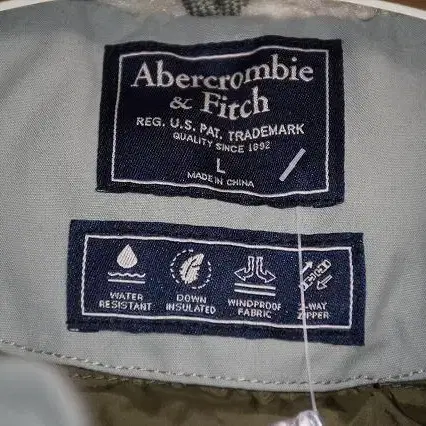 Abercrombie
& Fitch
REG. U.S. PAT. TRADEMARK
QUALITY SINCE 1892
L
MADE IN CHINA
WATER
RESISTANT
DOWN
INSULATED
WINDPROOF
FABRIC
-WAY
ZIPPER